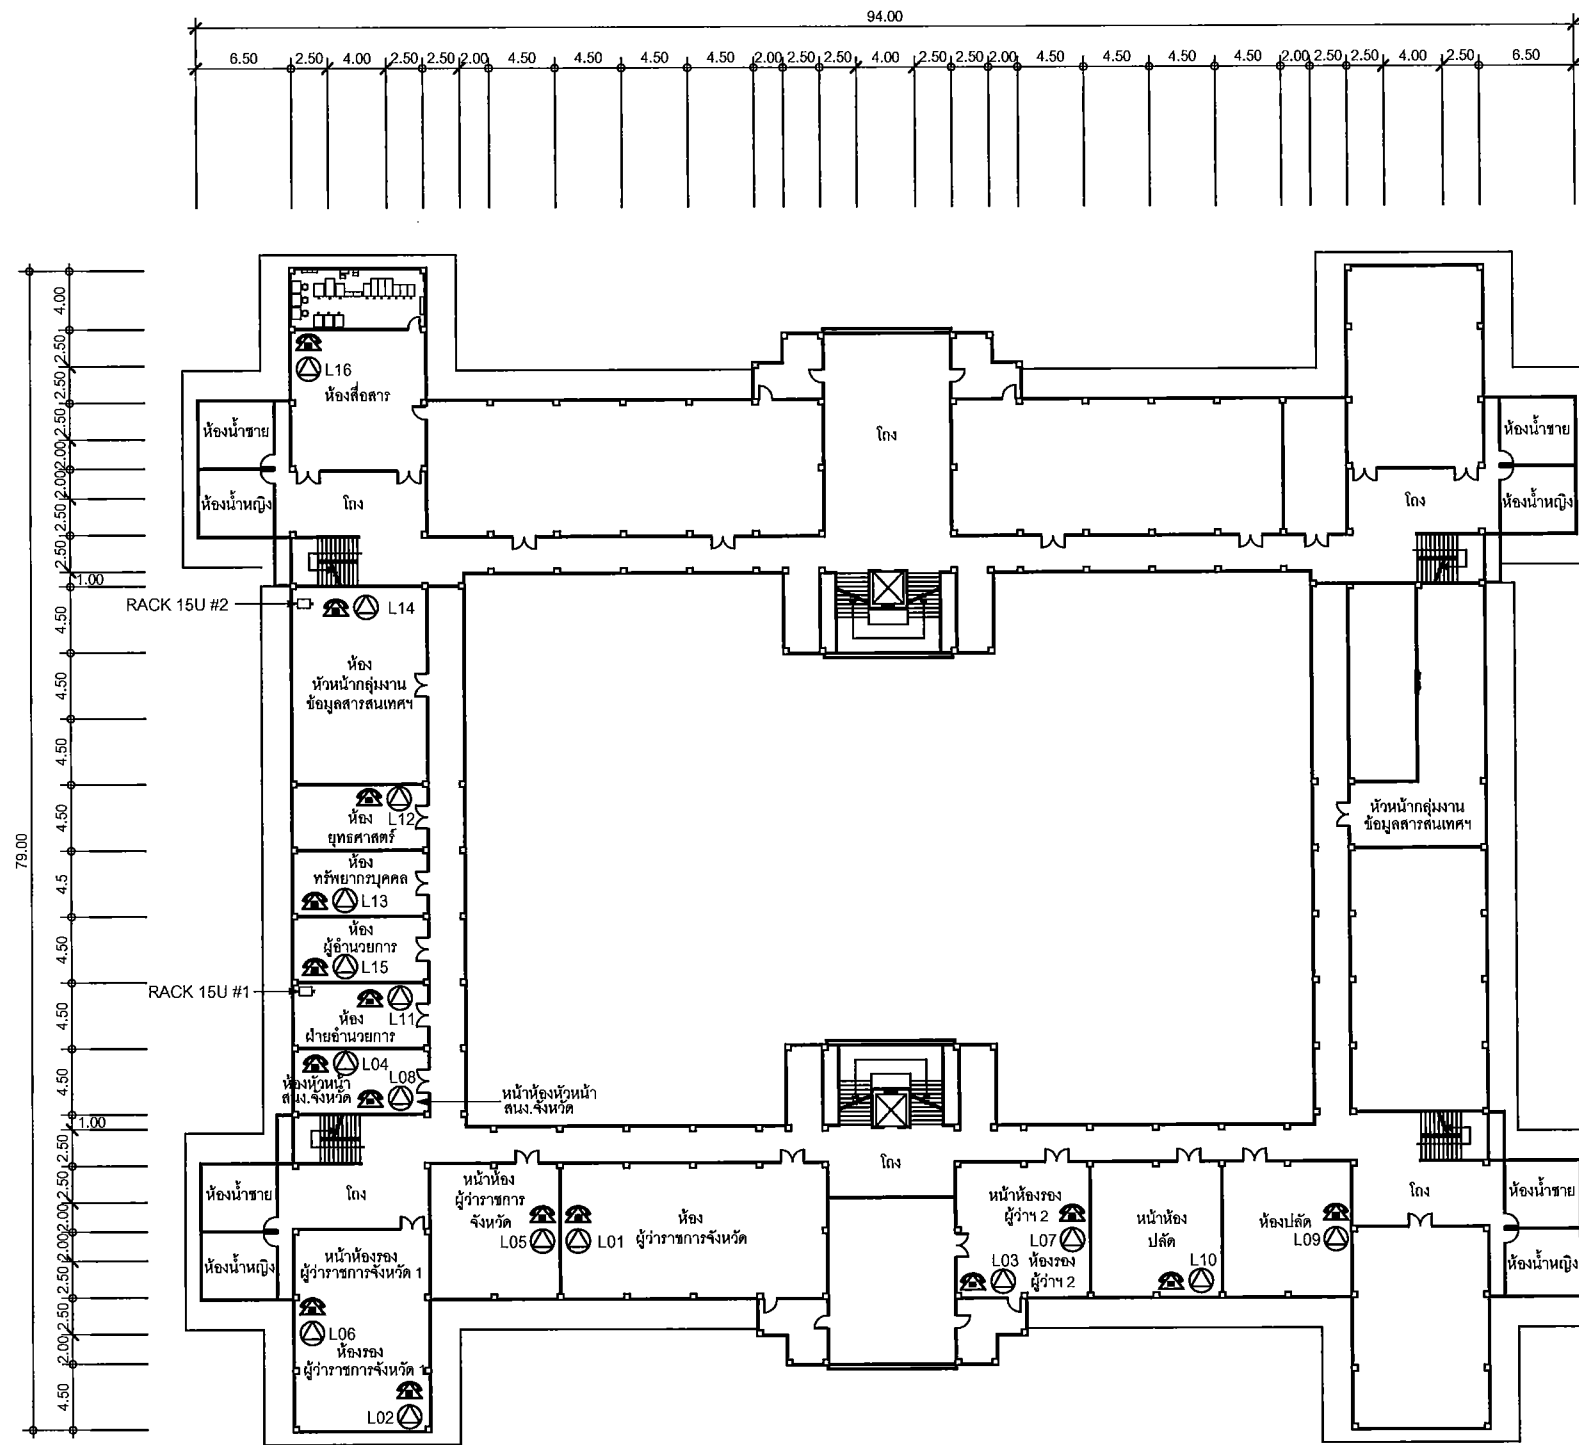 94.00
6.50 2.50 4.00 2.50 2.50 2.00 4.50 4.50 4.50 4.50 2.00 2.50 2.50 4.00 2.50 2.50 2.00 4.50 4.50 4.50 4.50 2.00 2.50 2.50 4.00 2.50 6.50
79.00
4.00
2.50
2.50
2.50
2.00
2.00
2.50
2.50
1.00
4.50
4.50
4.50
4.50
4.5
4.50
4.50
4.50
1.00
2.50
2.50
2.00
2.00
2.50
2.50
2.00
4.50
L16
ห้องสื่อสาร
ห้องน้ำชาย
ห้องน้ำหญิง
โถง
โถง
ห้องน้ำชาย
ห้องน้ำหญิง
โถง
RACK 15U #2
L14
ห้อง
หัวหน้ากลุ่มงาน
ข้อมูลสารสนเทศฯ
L12
ห้อง
ยุทธศาสตร์
หัวหน้ากลุ่มงาน
ข้อมูลสารสนเทศฯ
ห้อง
ทรัพยากรบุคคล
L13
ห้อง
ผู้อำนวยการ
L15
RACK 15U #1
L11
ห้อง
ฝ่ายอำนวยการ
L04
ห้องหัวหน้า
สนง.จังหวัด
L08
หน้าห้องหัวหน้า
สนง.จังหวัด
ห้องน้ำชาย
ห้องน้ำหญิง
โถง
หน้าห้อง
ผู้ว่าราชการ
จังหวัด
L05
L01
ห้อง
ผู้ว่าราชการจังหวัด
โถง
หน้าห้องรอง
ผู้ว่าฯ 2
L07
L03
ห้องรอง
ผู้ว่าฯ 2
หน้าห้อง
ปลัด
L10
ห้องปลัด
L09
โถง
ห้องน้ำชาย
ห้องน้ำหญิง
หน้าห้องรอง
ผู้ว่าราชการจังหวัด 1
L06
ห้องรอง
ผู้ว่าราชการจังหวัด 1
L02